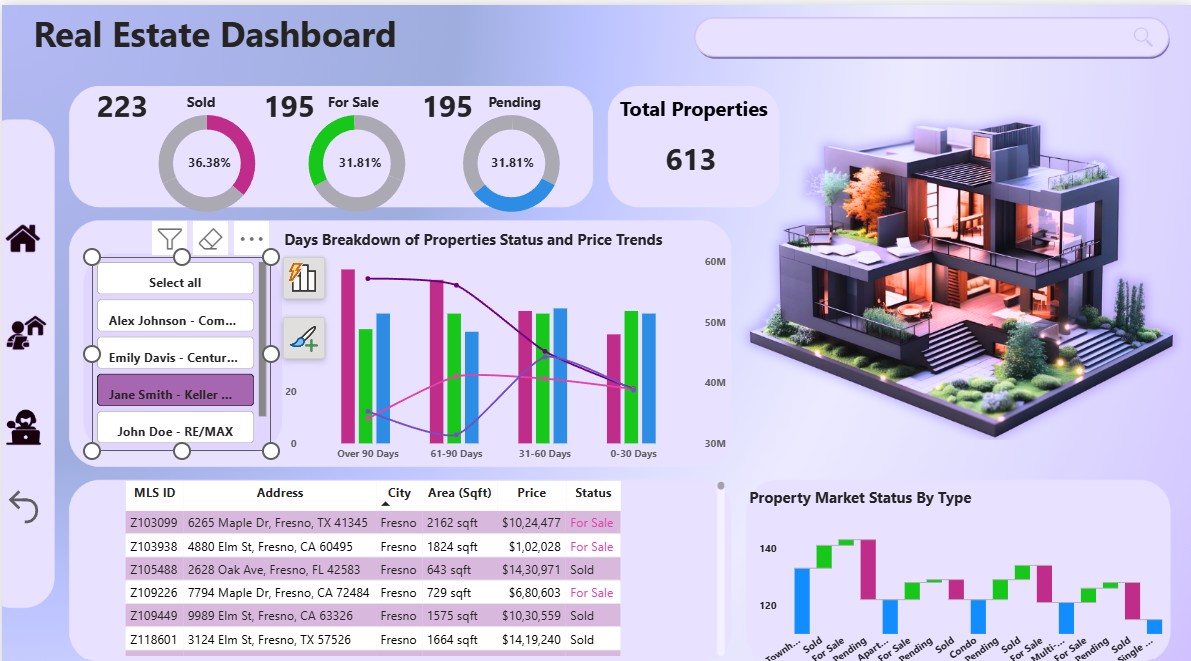 Real Estate Dashboard
223 Sold 195 For Sale 195 Pending
36.38% 31.81% 31.81%
Total Properties
613
Select all
Alex Johnson - Com...
Emily Davis - Centur...
Jane Smith - Keller ...
John Doe - RE/MAX
Days Breakdown of Properties Status and Price Trends
60M
50M
40M
30M
20
0
Over 90 Days 61-90 Days 31-60 Days 0-30 Days
MLS ID Address City Area (Sqft) Price Status
Z103099 6265 Maple Dr, Fresno, TX 41345 Fresno 2162 sqft $10,24,477 For Sale
Z103938 4880 Elm St, Fresno, CA 60495 Fresno 1824 sqft $1,02,028 For Sale
Z105488 2628 Oak Ave, Fresno, FL 42583 Fresno 643 sqft $14,30,971 Sold
Z109226 7794 Maple Dr, Fresno, CA 72484 Fresno 729 sqft $6,80,603 For Sale
Z109449 9989 Elm St, Fresno, CA 63326 Fresno 1575 sqft $10,30,559 Sold
Z118601 3124 Elm St, Fresno, TX 57526 Fresno 1664 sqft $14,19,240 Sold
Property Market Status By Type
140
120
Townh... Sold For Sale Pending Apart... For Sale Pending Sold Condo Pending Sold For Sale Multi-... For Sale Pending Sold Single ...